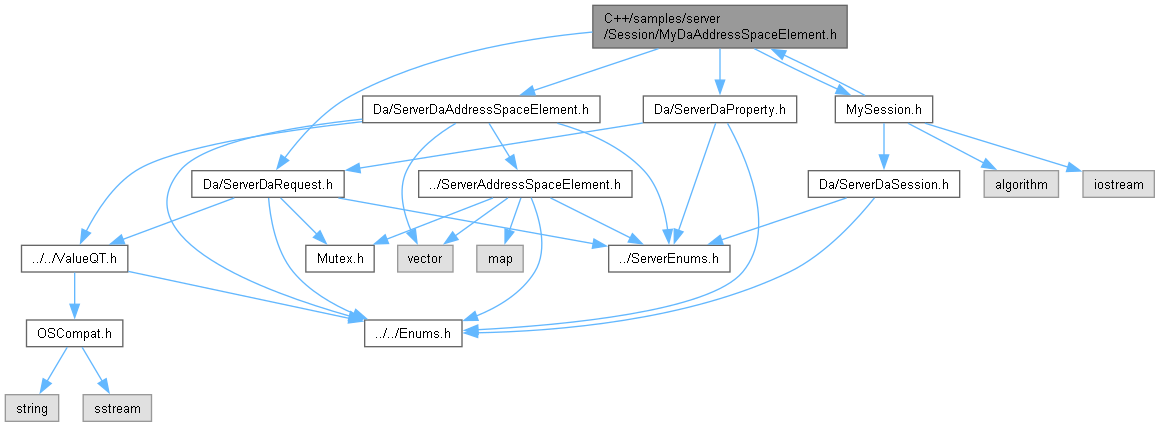 C++/samples/server
/Session/MyDaAddressSpaceElement.h
Da/ServerDaAddressSpaceElement.h
Da/ServerDaProperty.h
MySession.h
Da/ServerDaRequest.h
../ServerAddressSpaceElement.h
Da/ServerDaSession.h
algorithm
iostream
../../ValueQT.h
Mutex.h
vector
map
../ServerEnums.h
OSCompat.h
../../Enums.h
string
sstream